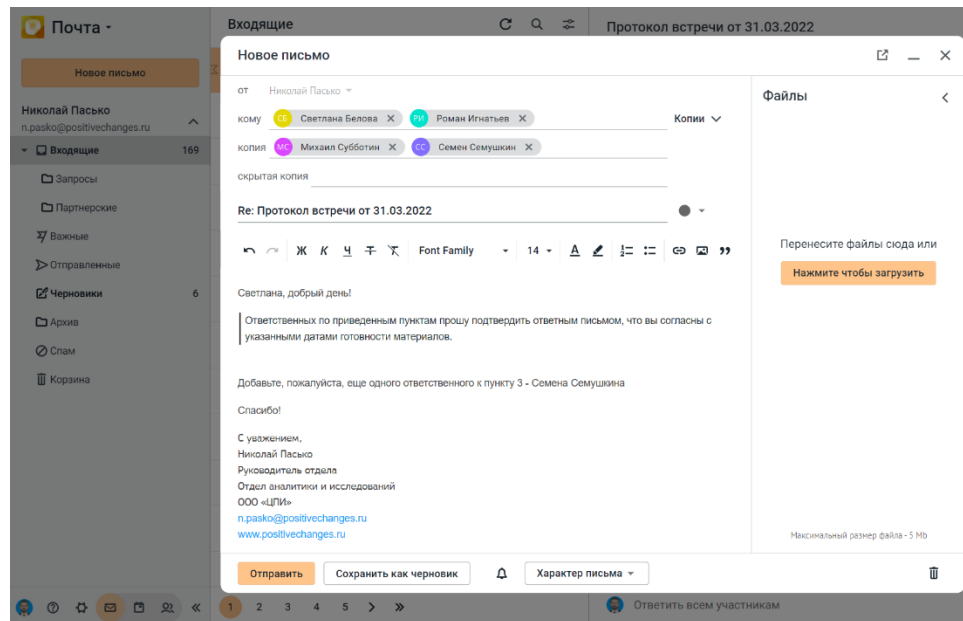 Почта
Новое письмо
Николай Пасько
n.pasko@positivechanges.ru
Входящие 169
Запросы
Партнерские
Важные
Отправленные
Черновики 6
Архив
Спам
Корзина
Входящие
Протокол встречи от 31.03.2022
Новое письмо
от Николай Пасько
кому СБ Светлана Белова РИ Роман Игнатьев Копии
копия МС Михаил Субботин СС Семен Семушкин
скрытая копия
Re: Протокол встречи от 31.03.2022
Ж К Ч Т Font Family 14 A
Светлана, добрый день!
Ответственных по приведенным пунктам прошу подтвердить ответным письмом, что вы согласны с
указанными датами готовности материалов.
Добавьте, пожалуйста, еще одного ответственного к пункту 3 - Семена Семушкина
Спасибо!
С уважением,
Николай Пасько
Руководитель отдела
Отдел аналитики и исследований
ООО «ЦПИ»
n.pasko@positivechanges.ru
www.positivechanges.ru
Файлы
Перенесите файлы сюда или
Нажмите чтобы загрузить
Максимальный размер файла - 5 Mb
Отправить Сохранить как черновик Характер письма
1 2 3 4 5
Ответить всем участникам